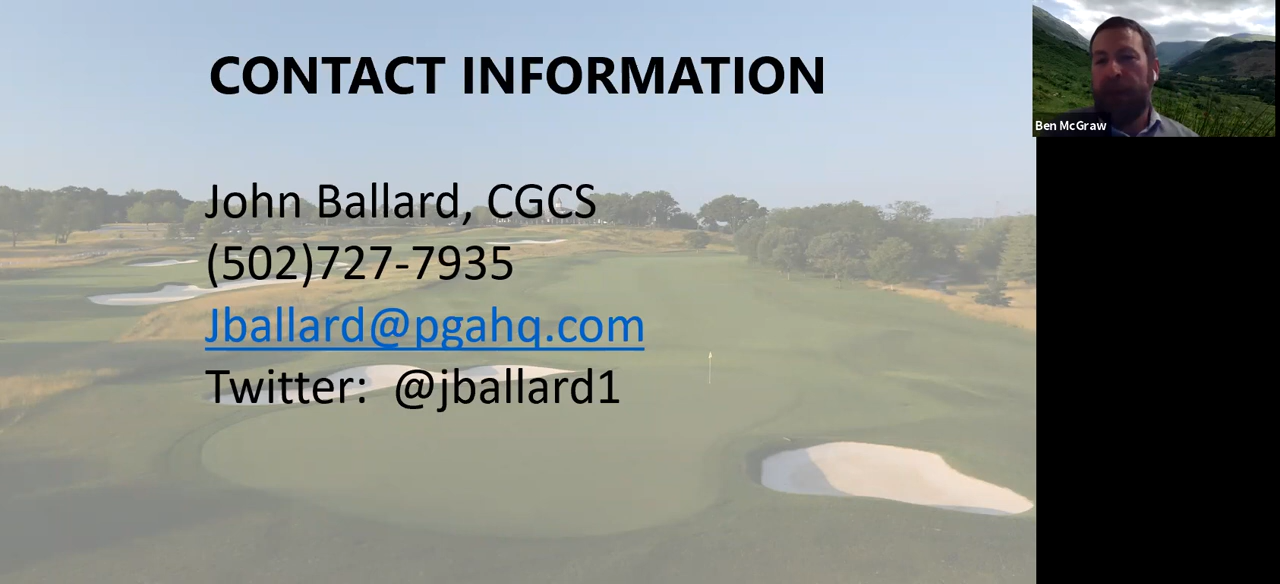 CONTACT INFORMATION
Ben McGraw
John Ballard, CGCS
(502)727-7935
Jballard@pgahq.com
Twitter:  @jballard1